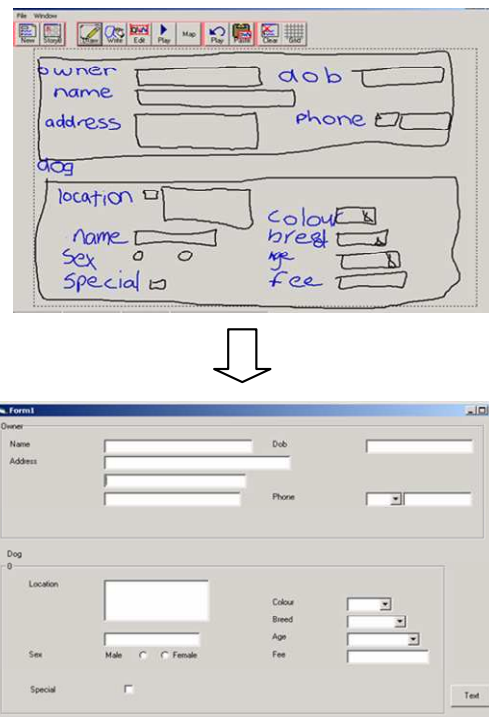 File Window
New StoryB Draw Write Edit Play Map Play Paste Clear Grid
owner dob
name
address phone
dog
location
colour
name breed
sex age
special fee
Form1
Owner
Name Dob
Address
Phone
Dog
0
Location
Colour
Breed
Age
Sex Male Female Fee
Special
Text